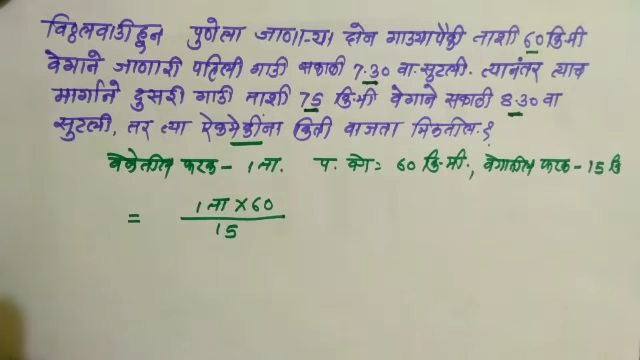 विठ्ठलवाडीहून पुणेला जाणाऱ्या दोन गाड्यापैकी ताशी 60 कि.मी
वेगाने जाणारी पहिली गाडी सकाळी 7.30 वा. सुटली. त्यानंतर त्याच
मार्गाने दुसरी गाडी ताशी 75 कि.मी वेगाने सकाळी 8.30 वा
सुटली, तर त्या ऐकमेकींना किती वाजता मिळतील?
वेळेतील फरक - 1 ता. प. वेग = 60 कि.मी., वेगातील फरक - 15 कि
= 1 ता × 60
15